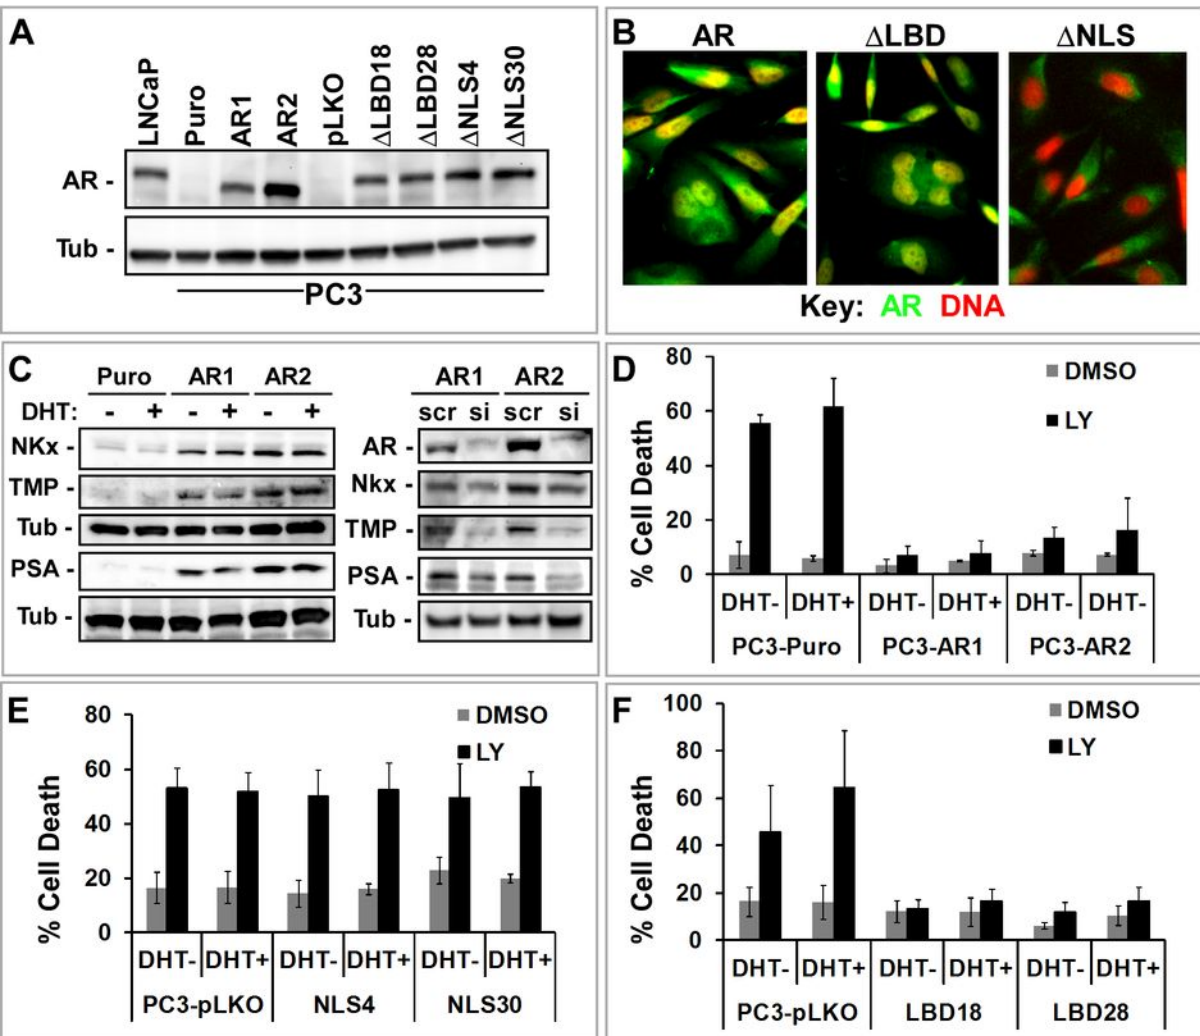 A
LNCaP
Puro
AR1
AR2
pLKO
ΔLBD18
ΔLBD28
ΔNLS4
ΔNLS30
AR -
Tub -
PC3
B
AR ΔLBD ΔNLS
Key: AR DNA
C
Puro AR1 AR2
DHT: - + - + - +
NKx -
TMP -
Tub -
PSA -
Tub -
AR1 AR2
scr si scr si
AR -
Nkx -
TMP -
PSA -
Tub -
D
% Cell Death
80
60
40
20
0
DMSO
LY
DHT- DHT+ DHT- DHT+ DHT- DHT-
PC3-Puro PC3-AR1 PC3-AR2
E
% Cell Death
80
60
40
20
0
DMSO
LY
DHT- DHT+ DHT- DHT+ DHT- DHT+
PC3-pLKO NLS4 NLS30
F
% Cell Death
100
80
60
40
20
0
DMSO
LY
DHT- DHT+ DHT- DHT+ DHT- DHT+
PC3-pLKO LBD18 LBD28